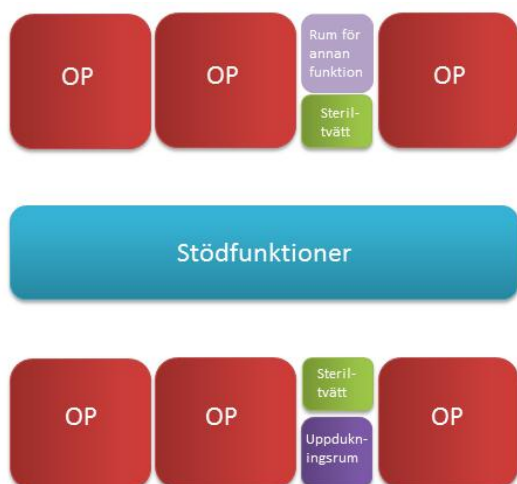 OP
OP
Rum för
annan
funktion
Steril-
tvätt
OP
Stödfunktioner
OP
OP
Steril-
tvätt
Uppdukn-
ingsrum
OP